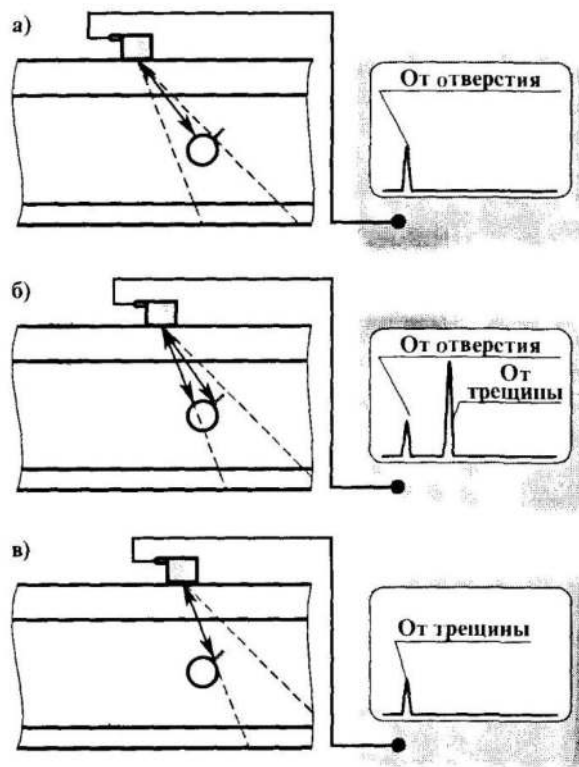 а)
От отверстия
б)
От отверстия
От
трещины
в)
От трещины